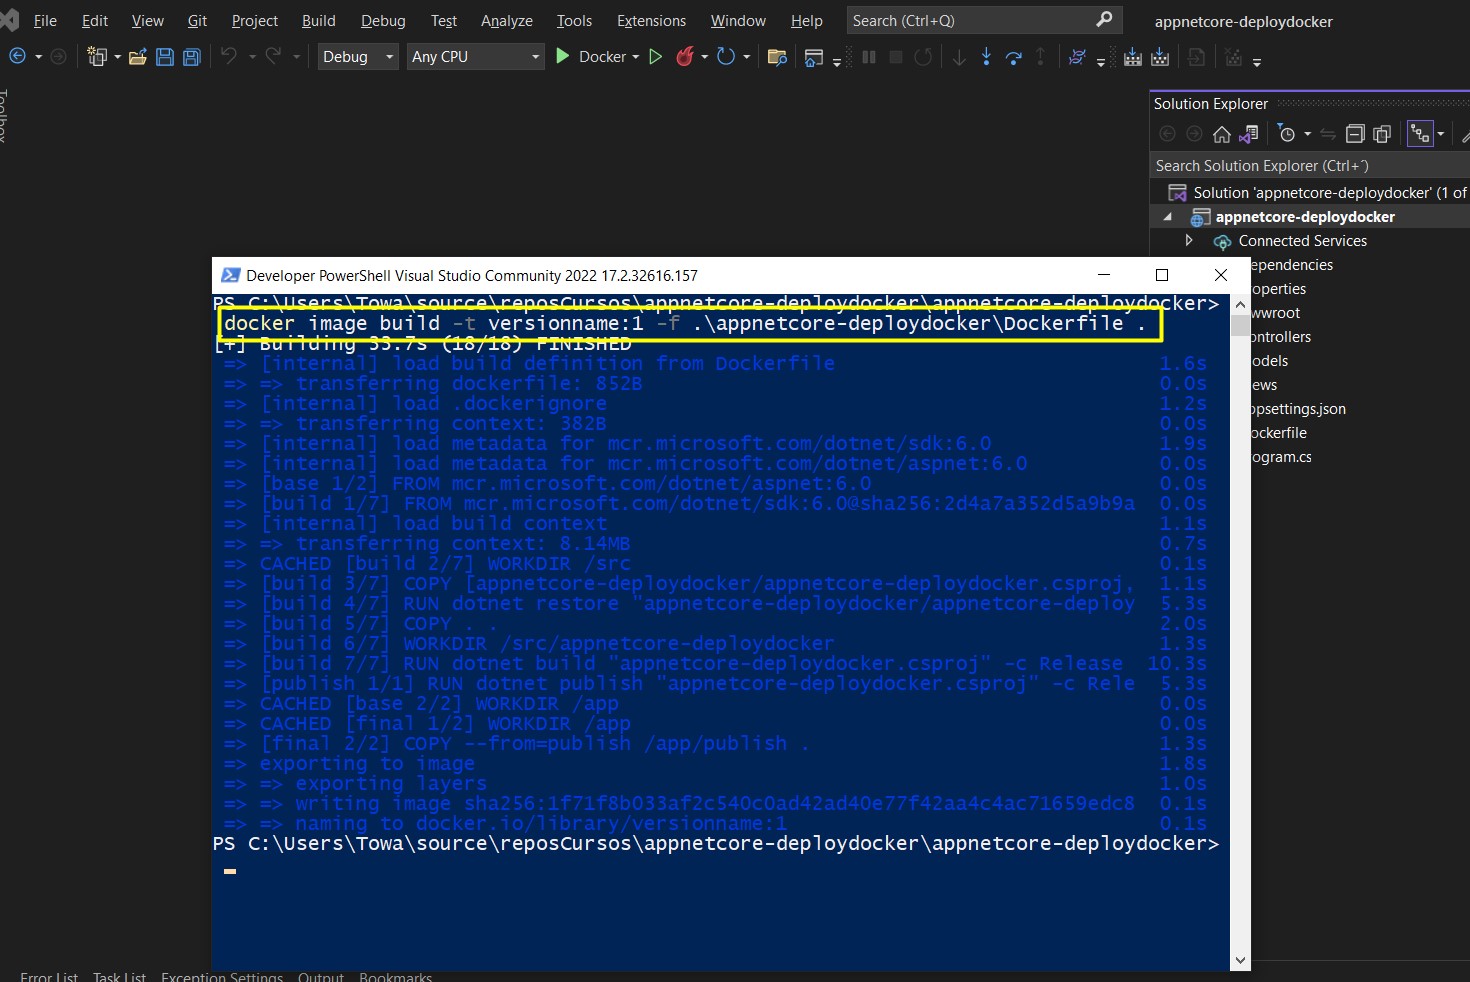 File Edit View Git Project Build Debug Test Analyze Tools Extensions Window Help Search (Ctrl+Q) appnetcore-deploydocker
Debug Any CPU Docker
Toolbox
Solution Explorer
Search Solution Explorer (Ctrl+´)
Solution 'appnetcore-deploydocker' (1 of
appnetcore-deploydocker
Connected Services
ependencies
roperties
wwroot
ontrollers
odels
ews
ppsettings.json
ockerfile
rogram.cs
Developer PowerShell Visual Studio Community 2022 17.2.32616.157
PS C:\Users\Towa\source\reposCursos\appnetcore-deploydocker\appnetcore-deploydocker>
docker image build -t versionname:1 -f .\appnetcore-deploydocker\Dockerfile .
[+] Building 33.7s (18/18) FINISHED
=> [internal] load build definition from Dockerfile 1.6s
=> => transferring dockerfile: 852B 0.0s
=> [internal] load .dockerignore 1.2s
=> => transferring context: 382B 0.0s
=> [internal] load metadata for mcr.microsoft.com/dotnet/sdk:6.0 1.9s
=> [internal] load metadata for mcr.microsoft.com/dotnet/aspnet:6.0 0.0s
=> [base 1/2] FROM mcr.microsoft.com/dotnet/aspnet:6.0 0.0s
=> [build 1/7] FROM mcr.microsoft.com/dotnet/sdk:6.0@sha256:2d4a7a352d5a9b9a 0.0s
=> [internal] load build context 1.1s
=> => transferring context: 8.14MB 0.7s
=> CACHED [build 2/7] WORKDIR /src 0.1s
=> [build 3/7] COPY [appnetcore-deploydocker/appnetcore-deploydocker.csproj, 1.1s
=> [build 4/7] RUN dotnet restore "appnetcore-deploydocker/appnetcore-deploy 5.3s
=> [build 5/7] COPY . . 2.0s
=> [build 6/7] WORKDIR /src/appnetcore-deploydocker 1.3s
=> [build 7/7] RUN dotnet build "appnetcore-deploydocker.csproj" -c Release 10.3s
=> [publish 1/1] RUN dotnet publish "appnetcore-deploydocker.csproj" -c Rele 5.3s
=> CACHED [base 2/2] WORKDIR /app 0.0s
=> CACHED [final 1/2] WORKDIR /app 0.0s
=> [final 2/2] COPY --from=publish /app/publish . 1.3s
=> exporting to image 1.8s
=> => exporting layers 1.0s
=> => writing image sha256:1f71f8b033af2c540c0ad42ad40e77f42aa4c4ac71659edc8 0.1s
=> => naming to docker.io/library/versionname:1 0.1s
PS C:\Users\Towa\source\reposCursos\appnetcore-deploydocker\appnetcore-deploydocker>
Error List Task List Exception Settings Output Bookmarks